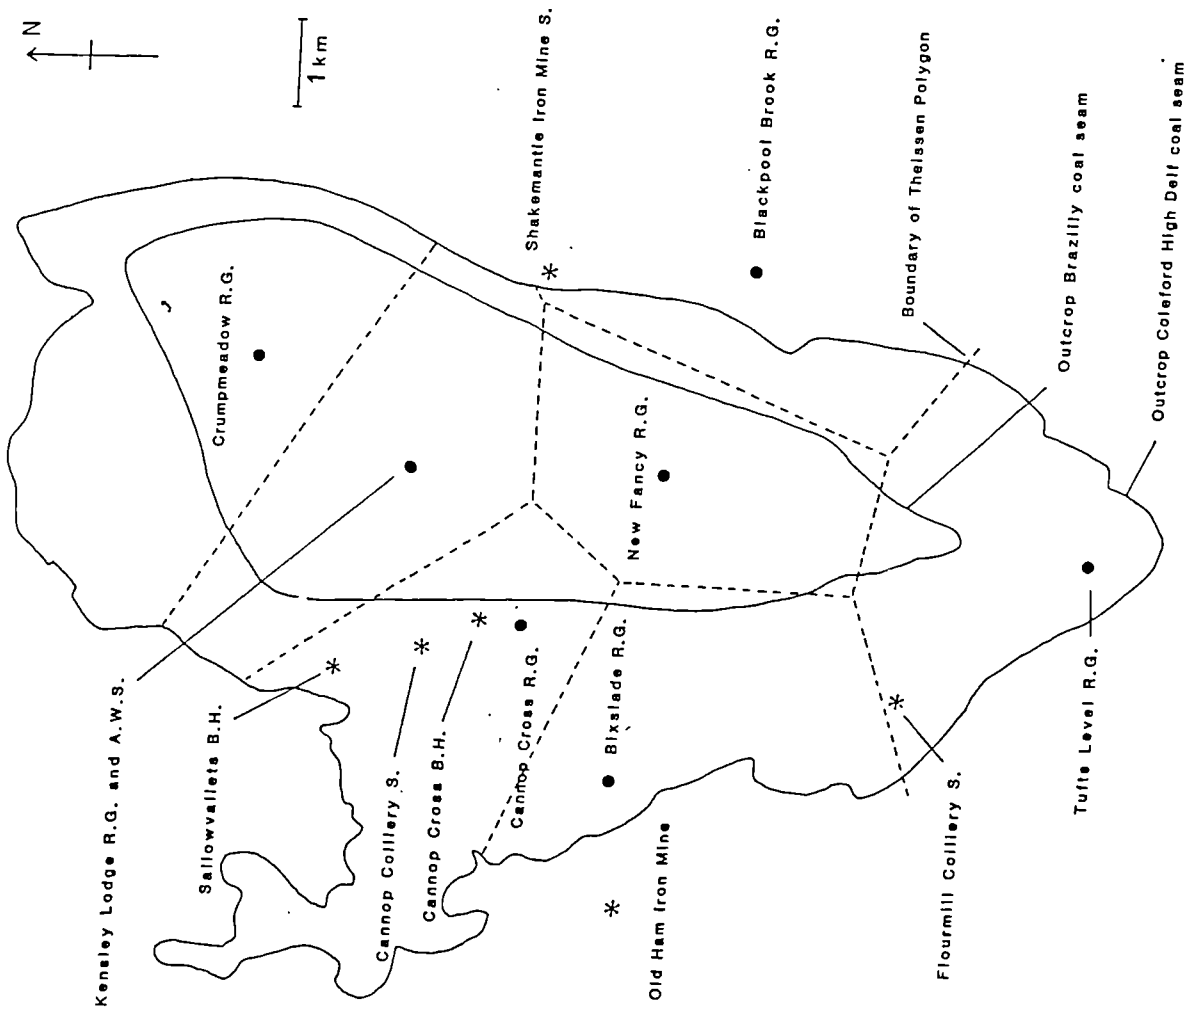 N
1 km
Shakemantle Iron Mine S.
Blackpool Brook R.G.
Boundary of Theissen Polygon
Outcrop Brazilly coal seam
Outcrop Coleford High Delf coal seam
Crumpmeadow R.G.
New Fancy R.G.
Kensley Lodge R.G. and A.W.S.
Sallowvallets B.H.
Cannop Colliery S.
Cannop Cross B.H.
Cannop Cross R.G.
Bixslade R.G.
Old Ham Iron Mine
Flourmill Colliery S.
Tufts Level R.G.